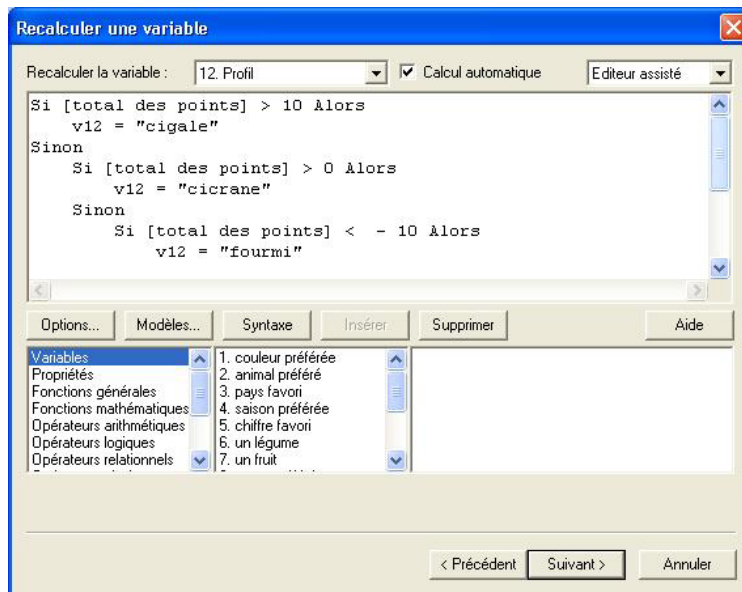 Recalculer une variable
Recalculer la variable : 12. Profil Calcul automatique Editeur assisté
Si [total des points] > 10 Alors
v12 = "cigale"
Sinon
Si [total des points] > 0 Alors
v12 = "cicrane"
Sinon
Si [total des points] < - 10 Alors
v12 = "fourmi"
Options... Modèles... Syntaxe Insérer Supprimer Aide
Variables
Propriétés
Fonctions générales
Fonctions mathématiques
Opérateurs arithmétiques
Opérateurs logiques
Opérateurs relationnels
1. couleur préférée
2. animal préféré
3. pays favori
4. saison préférée
5. chiffre favori
6. un légume
7. un fruit
< Précédent Suivant > Annuler